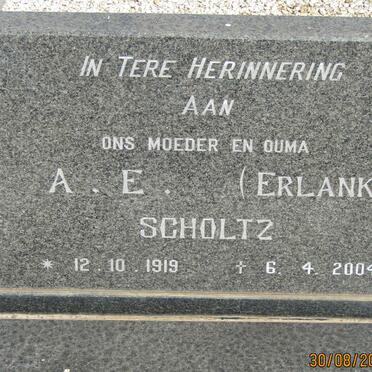 IN TERE HERINNERING
AAN
ONS MOEDER EN OUMA
A. E. (ERLANK
SCHOLTZ
* 12. 10. 1919 † 6. 4. 2004
30/08/20